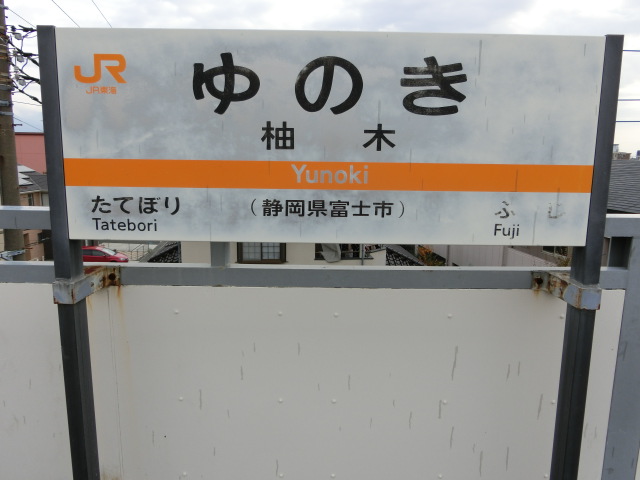 JR
JR東海
ゆのき
柚木
Yunoki
たてぼり
Tatebori
（静岡県富士市）
ふじ
Fuji